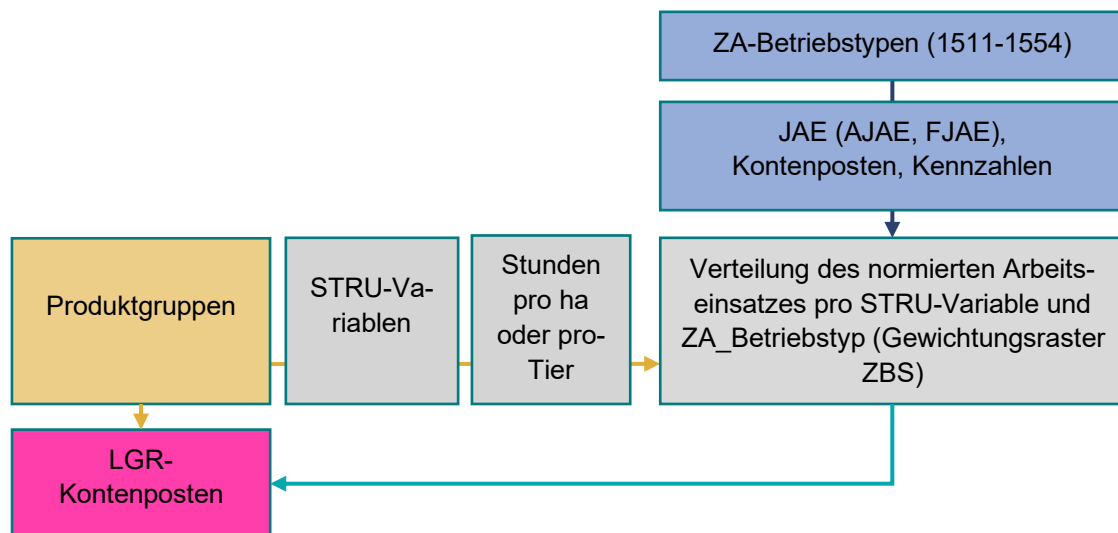 ZA-Betriebstypen (1511-1554)
JAE (AJAE, FJAE),
Kontenposten, Kennzahlen
Produktgruppen
STRU-Va-
riablen
Stunden
pro ha
oder pro-
Tier
Verteilung des normierten Arbeits-
einsatzes pro STRU-Variable und
ZA_Betriebstyp (Gewichtungsraster
ZBS)
LGR-
Kontenposten